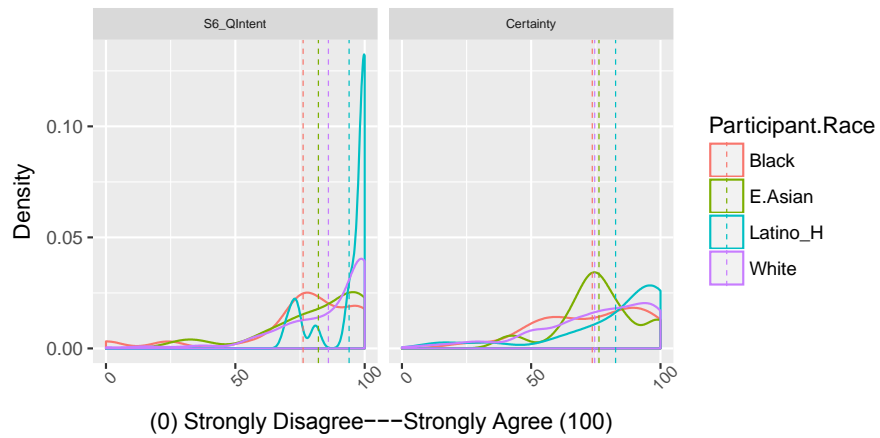 S6_QIntent
Certainty
Density
0.10
0.05
0.00
0
50
100
0
50
100
(0) Strongly Disagree−−−Strongly Agree (100)
Participant.Race
Black
E.Asian
Latino_H
White